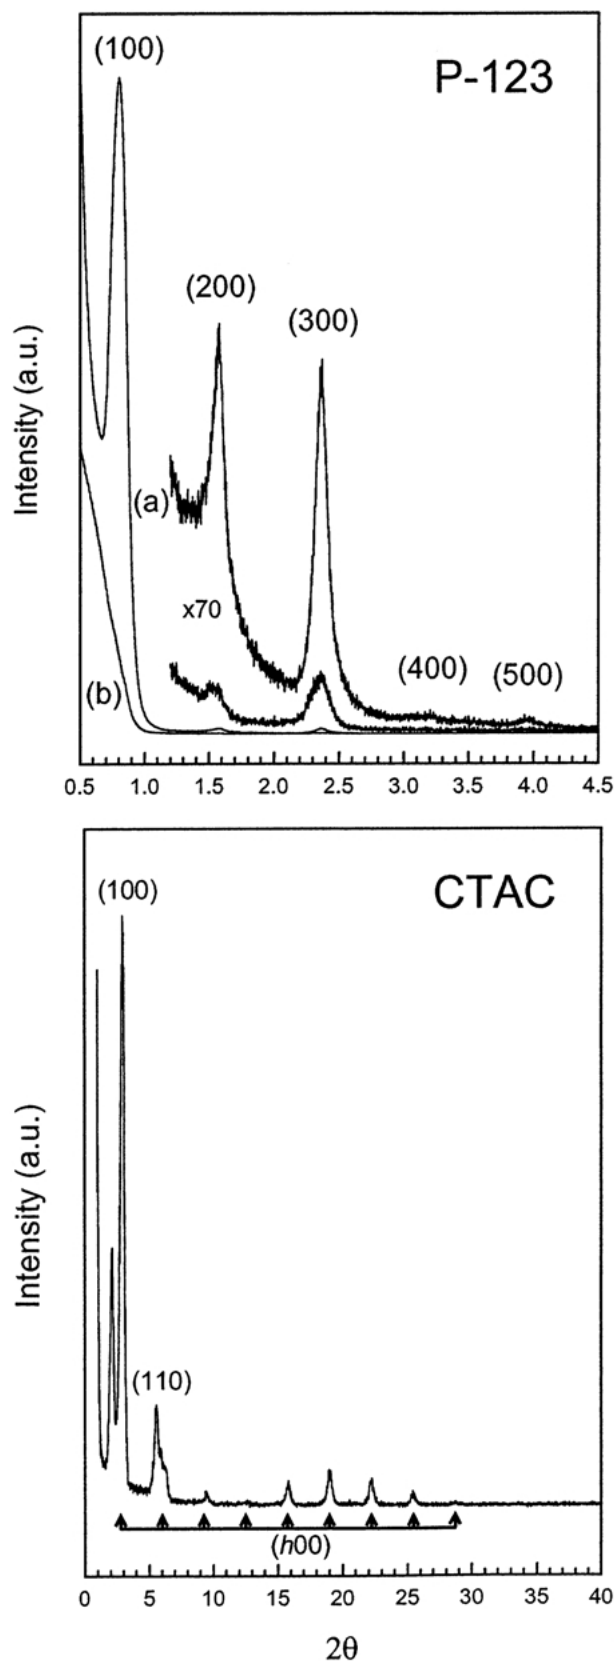 (100)
P-123
(200)
(300)
Intensity (a.u.)
(a)
x70
(400)
(500)
(b)
0.5 1.0 1.5 2.0 2.5 3.0 3.5 4.0 4.5
(100)
CTAC
Intensity (a.u.)
(110)
(h00)
0 5 10 15 20 25 30 35 40
2θ